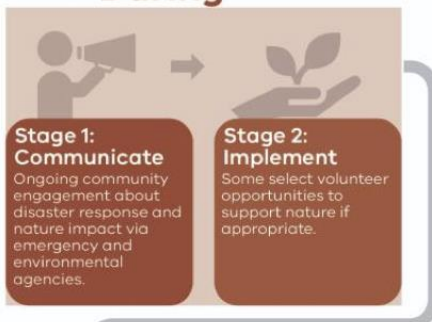 Stage 1:
Communicate
Ongoing community
engagement about
disaster response and
nature impact via
emergency and
environmental
agencies.
Stage 2:
Implement
Some select volunteer
opportunities to
support nature if
appropriate.